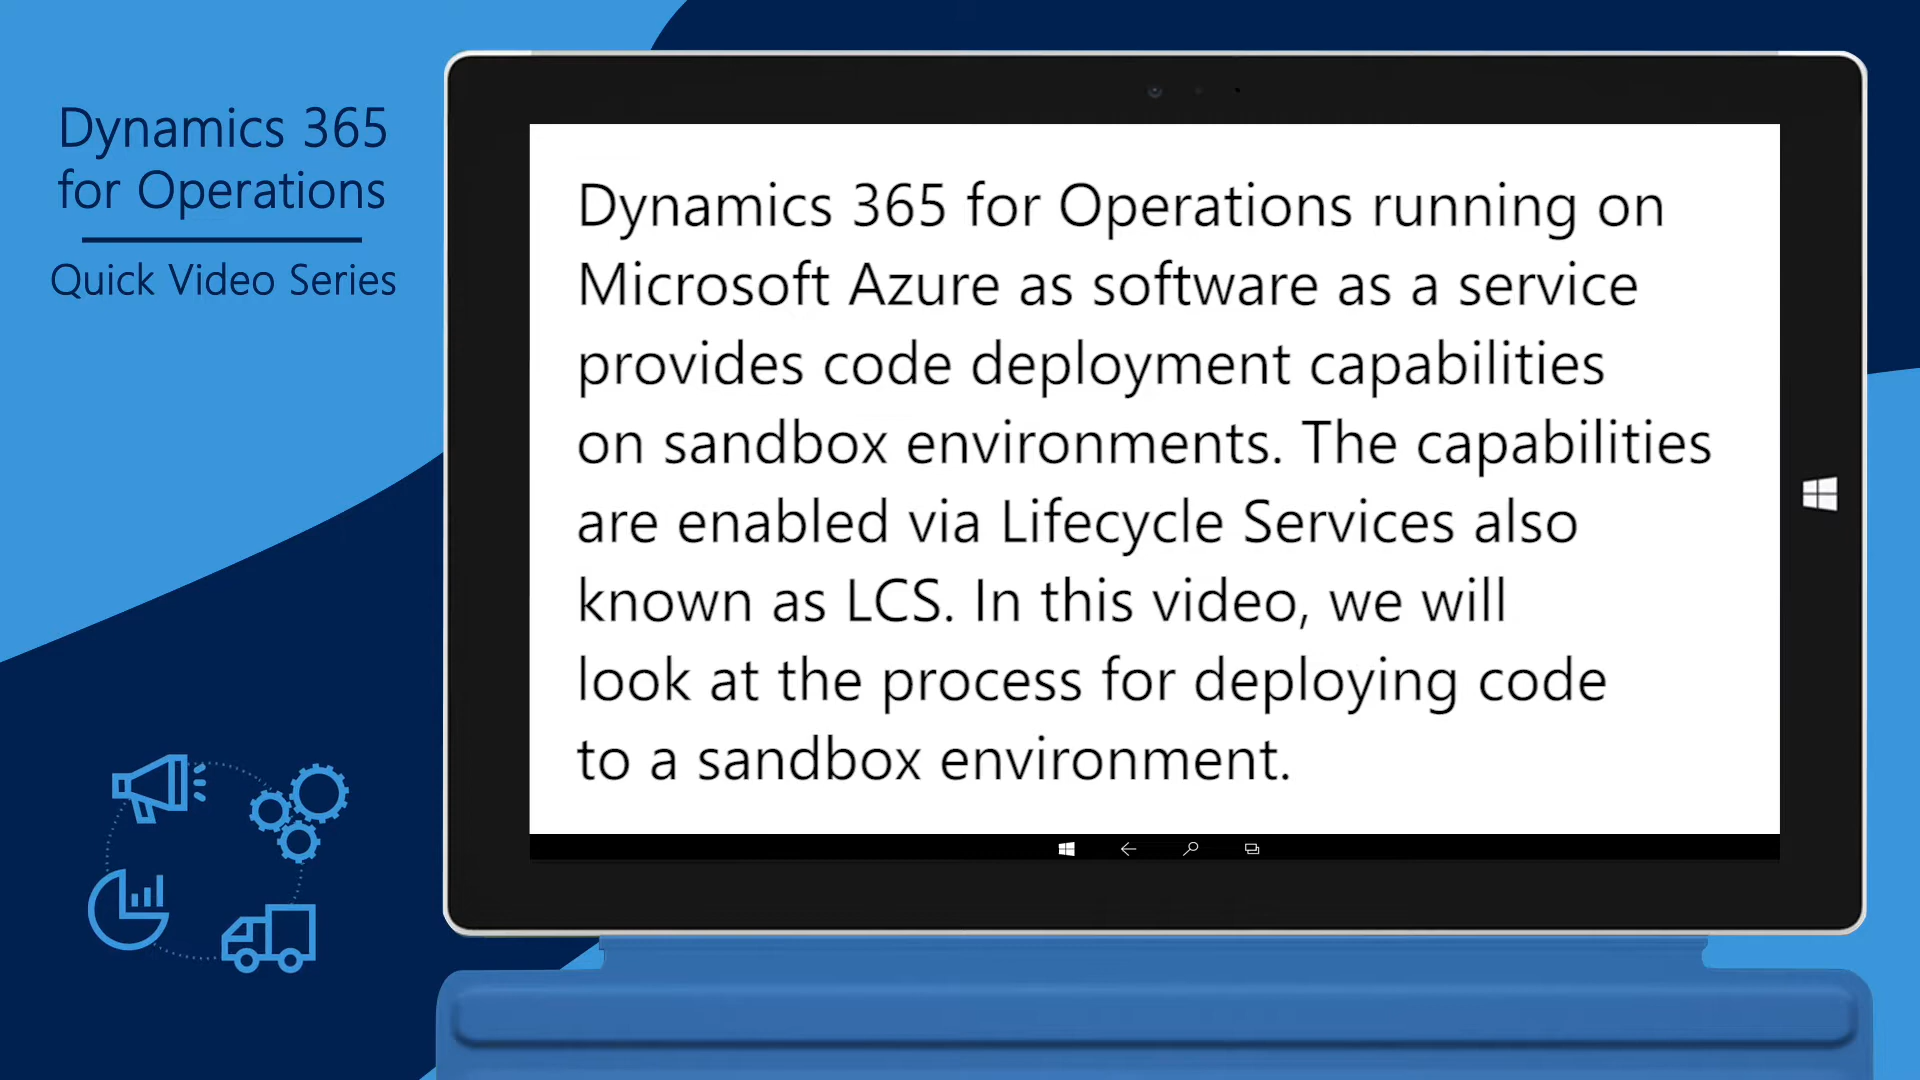 Dynamics 365
for Operations
Quick Video Series
Dynamics 365 for Operations running on
Microsoft Azure as software as a service
provides code deployment capabilities
on sandbox environments. The capabilities
are enabled via Lifecycle Services also
known as LCS. In this video, we will
look at the process for deploying code
to a sandbox environment.